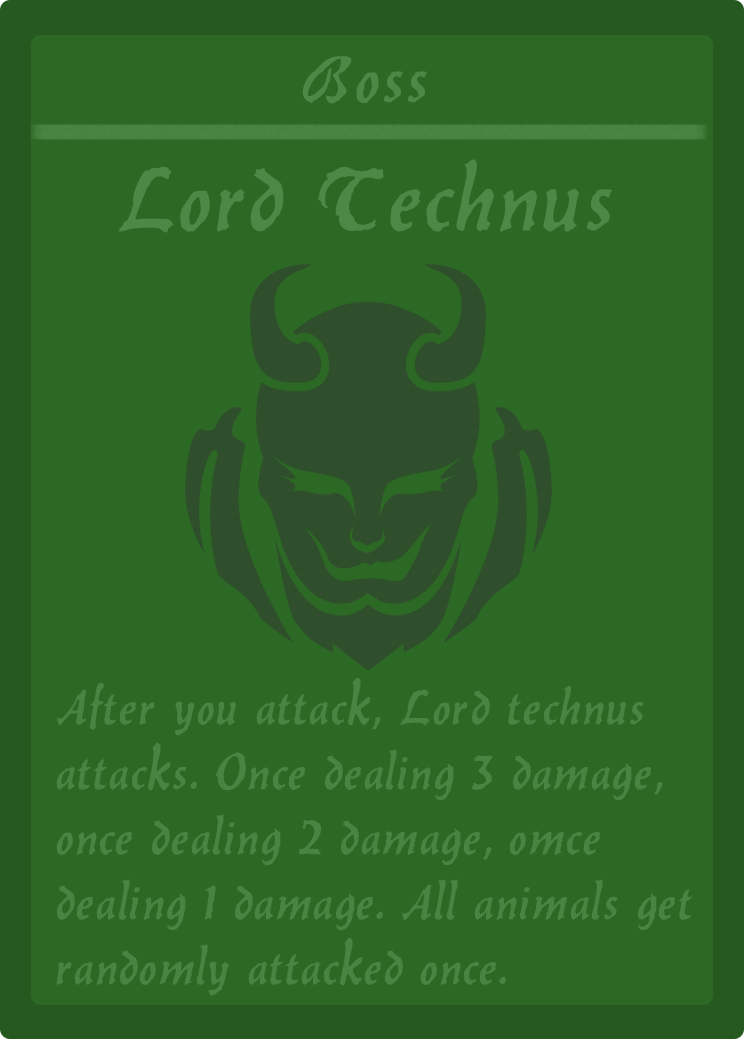 Boss
Lord Technus
After you attack, Lord technus
attacks. Once dealing 3 damage,
once dealing 2 damage, omce
dealing 1 damage. All animals get
randomly attacked once.